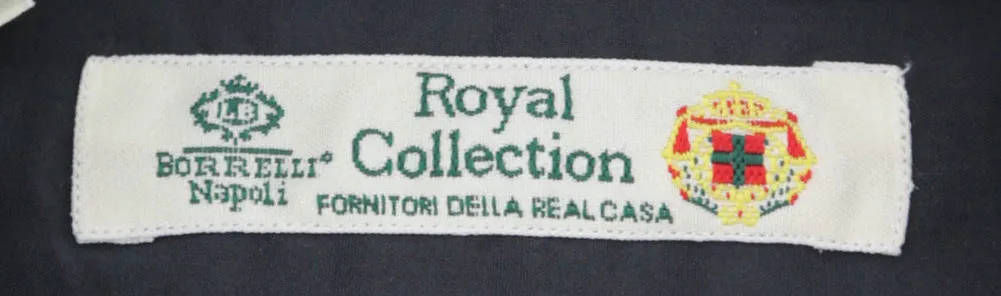 LB
BORRELLI®
Napoli
Royal
Collection
FORNITORI DELLA REAL CASA